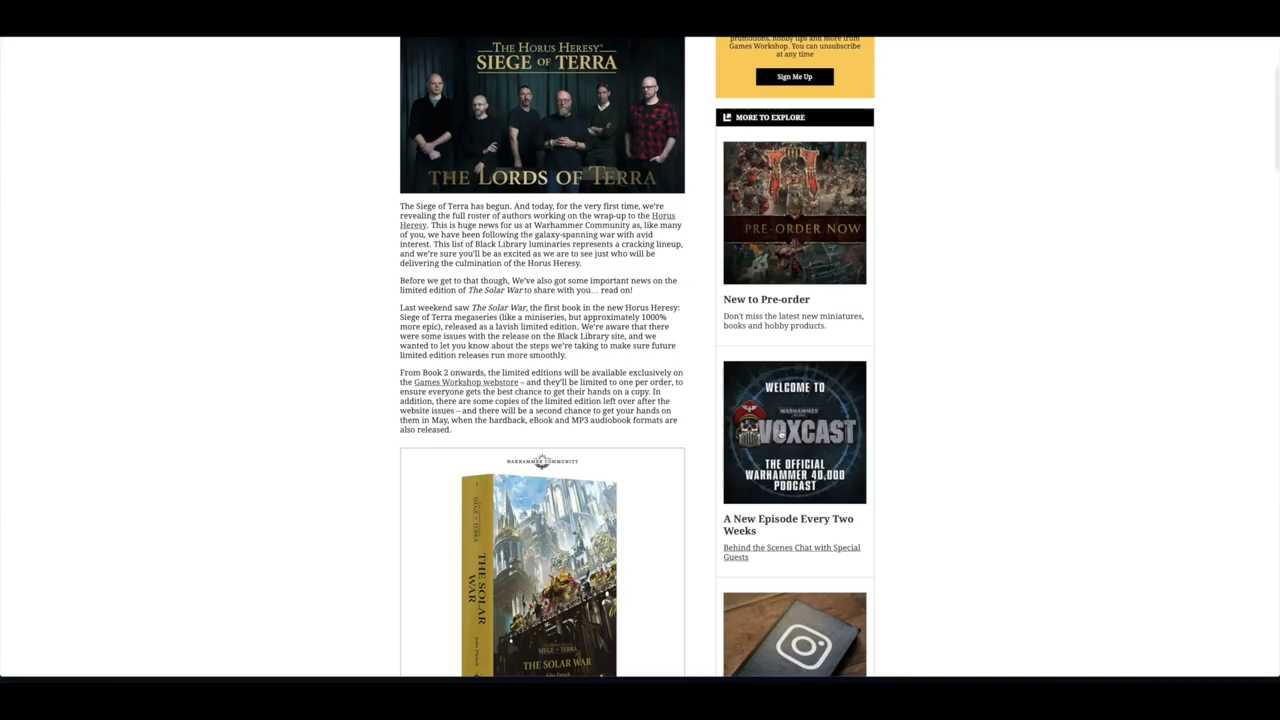 THE HORUS HERESY
SIEGE OF TERRA
THE LORDS OF TERRA
The Siege of Terra has begun. And today, for the very first time, we're
revealing the full roster of authors working on the wrap-up to the Horus
Heresy. This is huge news for us at Warhammer Community as, like many
of you, we have been following the galaxy-spanning war with avid
interest. This list of Black Library luminaries represents a cracking lineup,
and we're sure you'll be as excited as we are to see just who will be
delivering the culmination of the Horus Heresy.
Before we get to that though, We've also got some important news on the
limited edition of The Solar War to share with you… read on!
Last weekend saw The Solar War, the first book in the new Horus Heresy:
Siege of Terra megaseries (like a miniseries, but approximately 1000%
more epic), released as a lavish limited edition. We're aware that there
were some issues with the release on the Black Library site, and we
wanted to let you know about the steps we're taking to make sure future
limited edition releases run more smoothly.
From Book 2 onwards, the limited editions will be available exclusively on
the Games Workshop webstore – and they'll be limited to one per order, to
ensure everyone gets the best chance to get their hands on a copy. In
addition, there are some copies of the limited edition left over after the
website issues – and there will be a second chance to get your hands on
them in May, when the hardback, eBook and MP3 audiobook formats are
also released.
WARHAMMER COMMUNITY
SIEGE OF TERRA
THE SOLAR WAR
SIEGE OF TERRA
THE SOLAR WAR
John French
promotions, hobby tips and more from
Games Workshop. You can unsubscribe
at any time
Sign Me Up
MORE TO EXPLORE
PRE-ORDER NOW
New to Pre-order
Don't miss the latest new miniatures,
books and hobby products.
WELCOME TO
WARHAMMER
VOXCAST
THE OFFICIAL
WARHAMMER 40,000
PODCAST
A New Episode Every Two
Weeks
Behind the Scenes Chat with Special
Guests